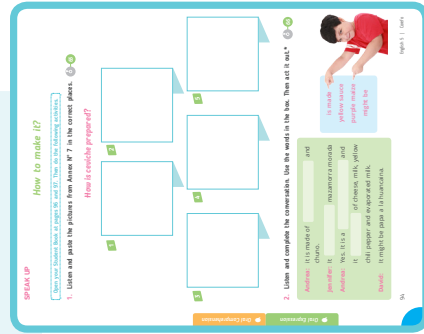 SPEAK UP
How to make it?
Open your Student Book at pages 96 and 97. Then do the following activities.
1. Listen and paste the pictures from Annex N° 7 in the correct places.
How is ceviche prepared?
1
2
3
4
5
2. Listen and complete the conversation. Use the words in the box. Then act it out.*
Andrea: It is made of and
chuno.
Jennifer: It mazamorra morada
Andrea: Yes. It is a and
it of cheese, milk, yellow
chili pepper and evaporated milk.
David: It might be papa a la huancaína.
is made
yellow sauce
purple maize
might be
Oral Comprehension
Oral Expression
94
English 5 |